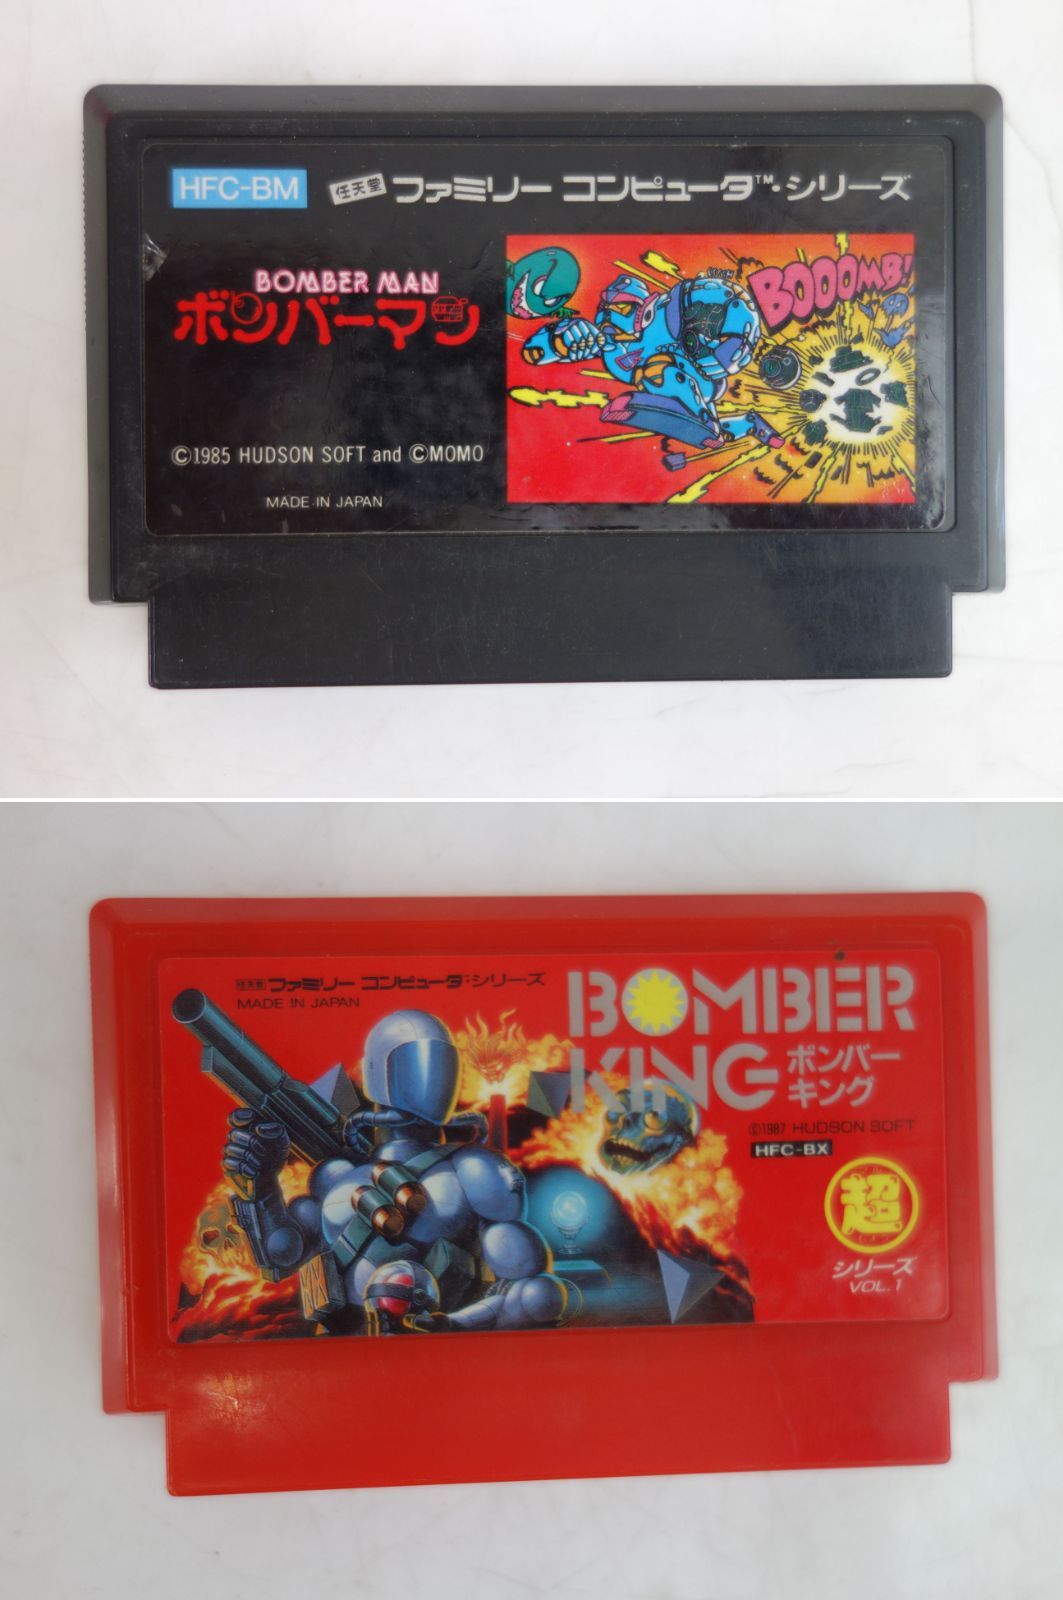 HFC-BM 任天堂 ファミリー コンピュータ™・シリーズ
BOMBER MAN
ボンバーマン
BOOOMB!
©1985 HUDSON SOFT and ©MOMO
MADE IN JAPAN
任天堂 ファミリー コンピュータ・シリーズ
MADE IN JAPAN
BOMBER
KING
ボンバー
キング
©1987 HUDSON SOFT
HFC-BX
超
シリーズ
VOL.1